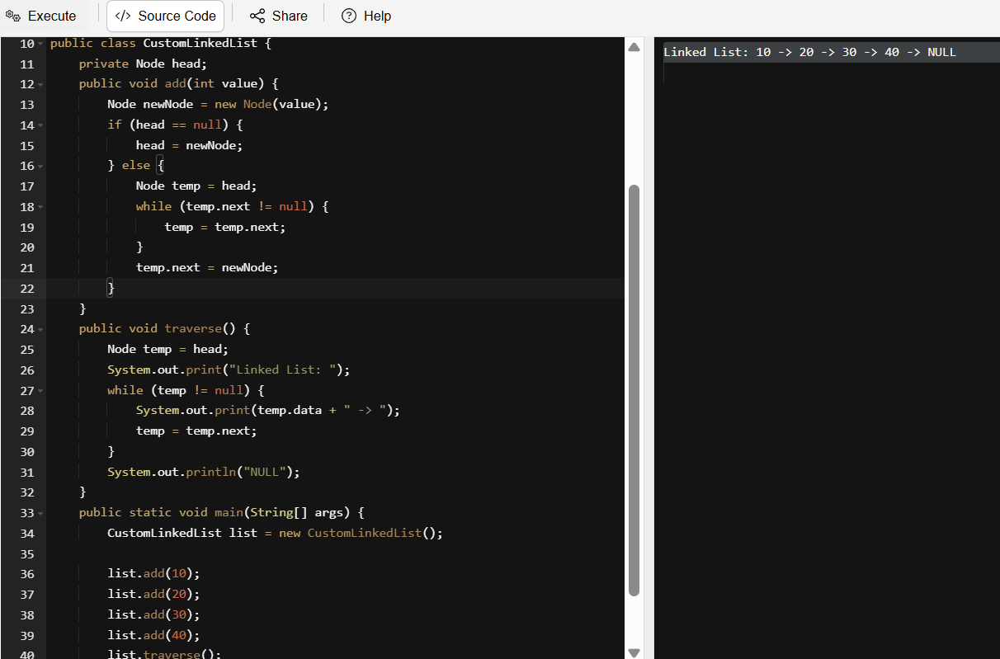 Execute
</> Source Code
Share
Help
10 public class CustomLinkedList {
11     private Node head;
12     public void add(int value) {
13         Node newNode = new Node(value);
14         if (head == null) {
15             head = newNode;
16         } else {
17             Node temp = head;
18             while (temp.next != null) {
19                 temp = temp.next;
20             }
21             temp.next = newNode;
22         }
23     }
24     public void traverse() {
25         Node temp = head;
26         System.out.print("Linked List: ");
27         while (temp != null) {
28             System.out.print(temp.data + " -> ");
29             temp = temp.next;
30         }
31         System.out.println("NULL");
32     }
33     public static void main(String[] args) {
34         CustomLinkedList list = new CustomLinkedList();
35
36         list.add(10);
37         list.add(20);
38         list.add(30);
39         list.add(40);
40         list.traverse();
Linked List: 10 -> 20 -> 30 -> 40 -> NULL